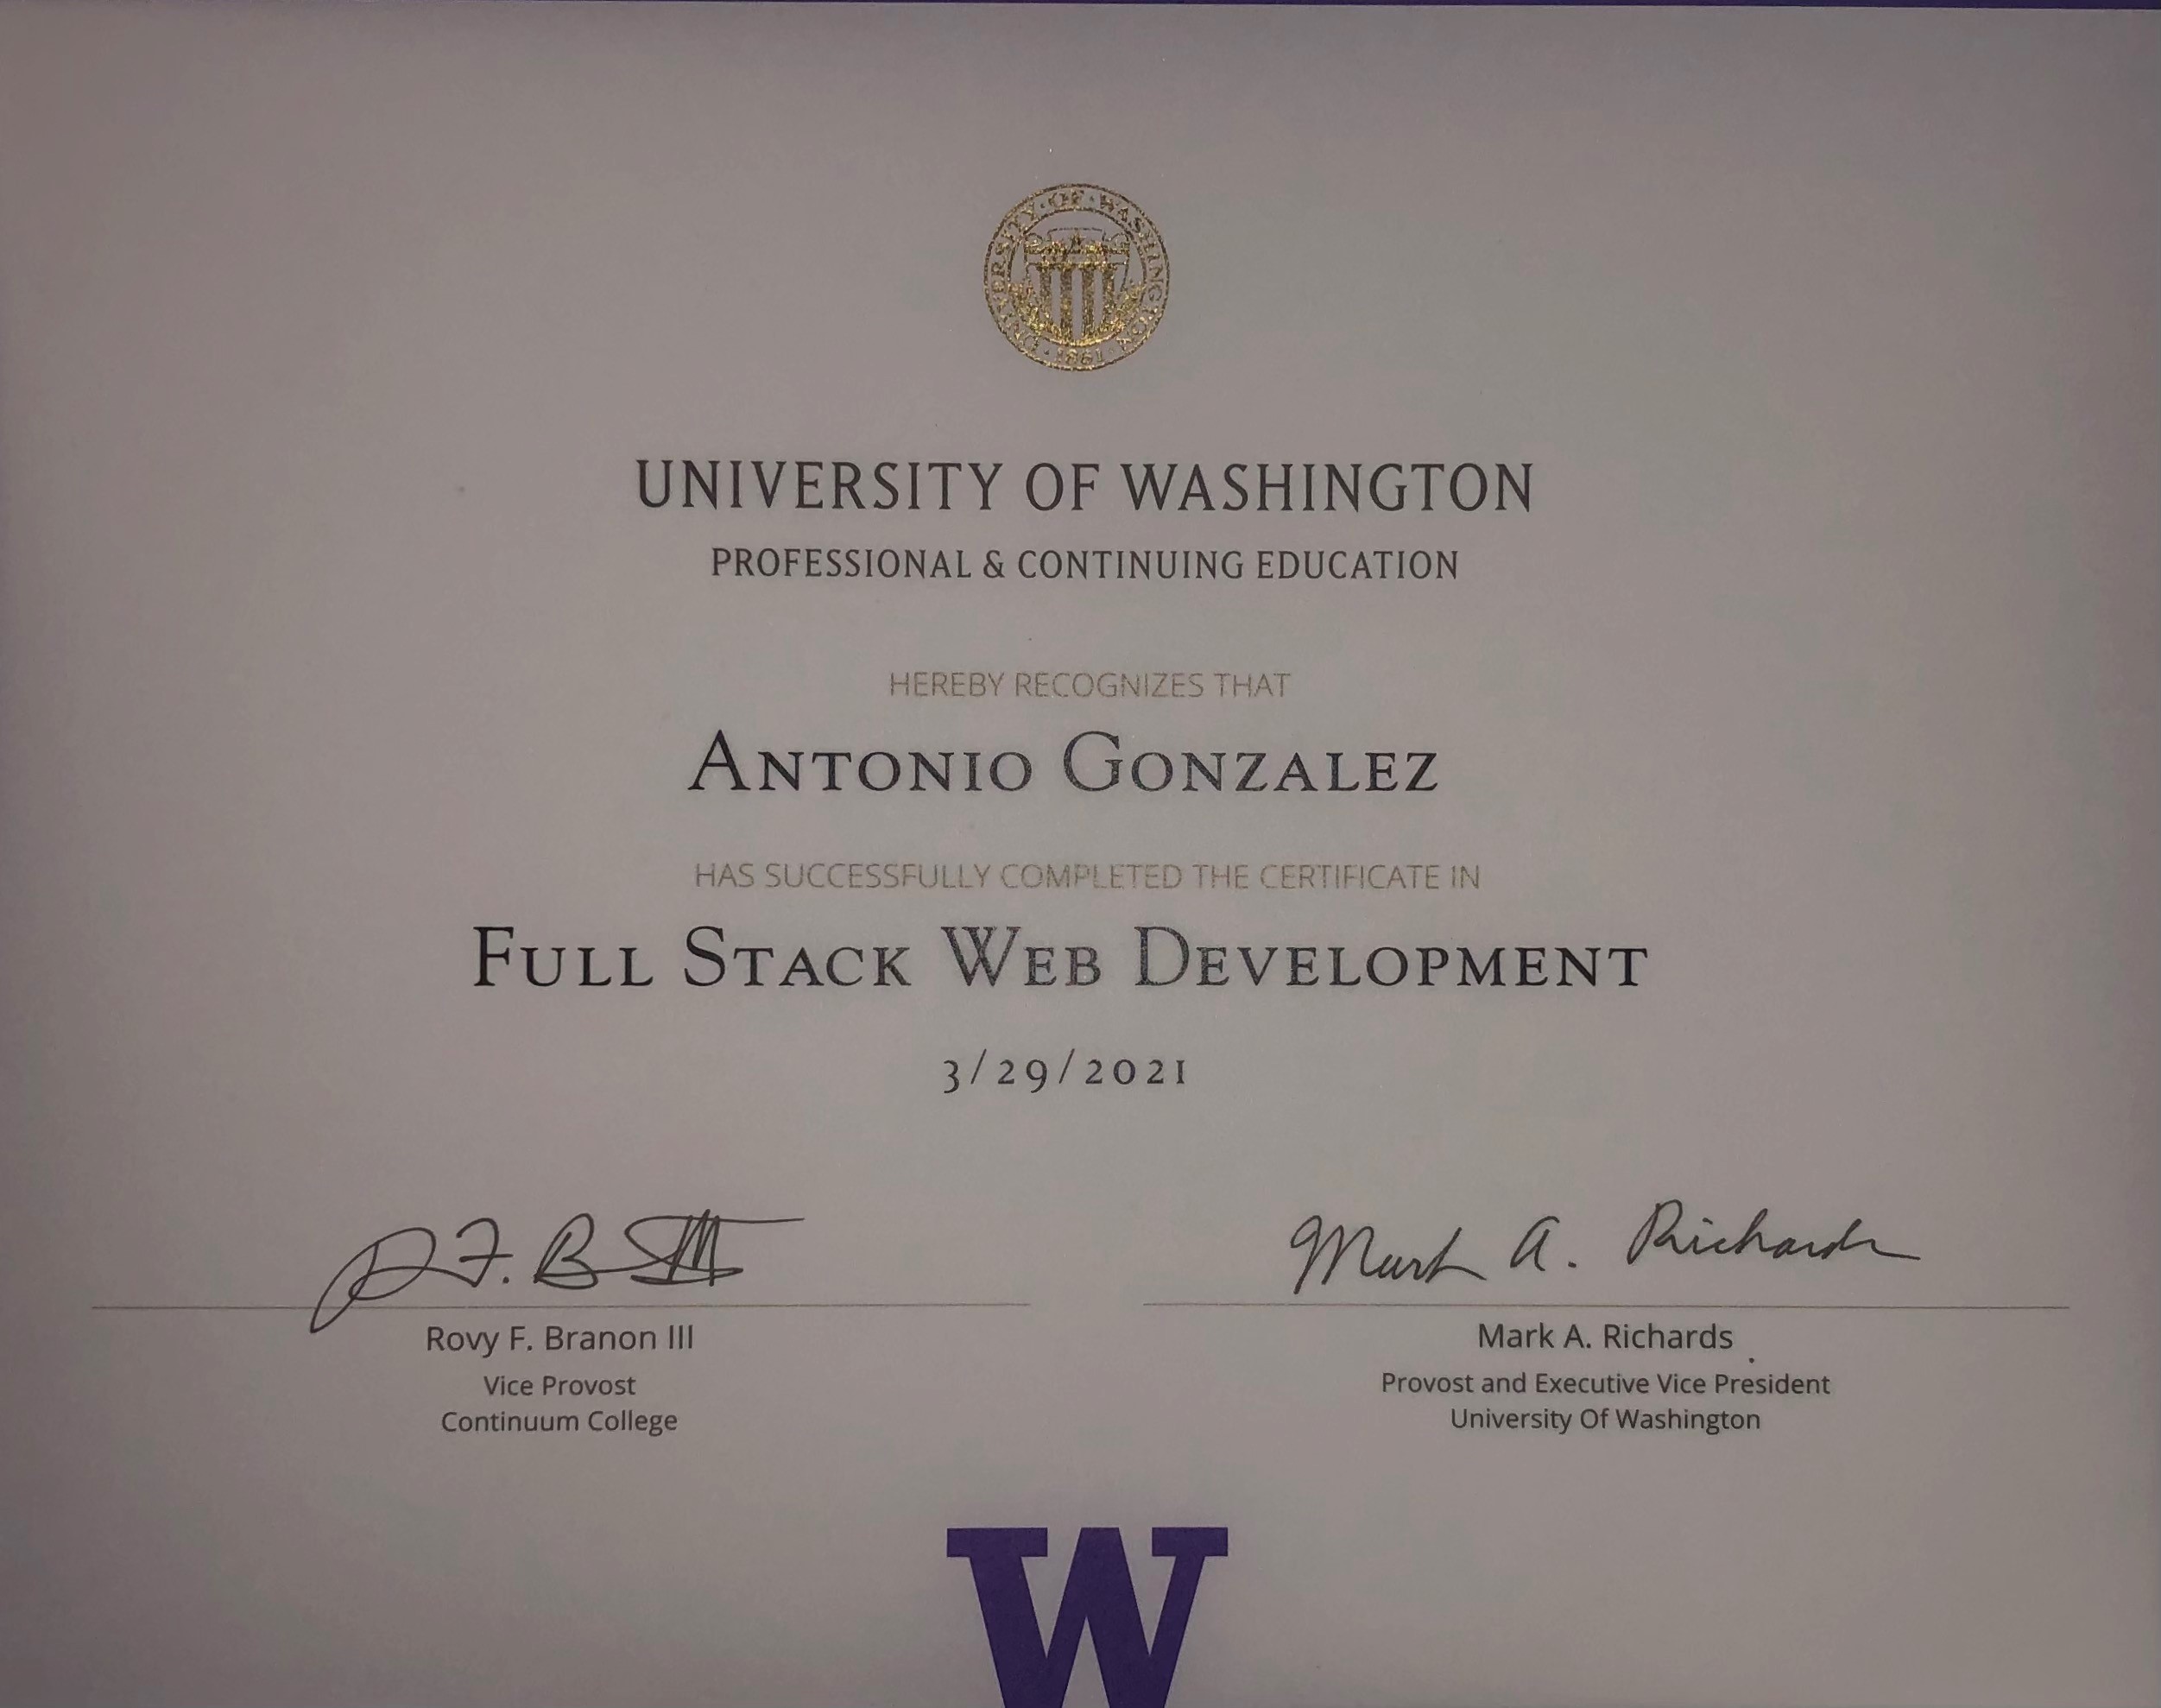 UNIVERSITY OF WASHINGTON
1861
UNIVERSITY OF WASHINGTON
PROFESSIONAL & CONTINUING EDUCATION
HEREBY RECOGNIZES THAT
ANTONIO GONZALEZ
HAS SUCCESSFULLY COMPLETED THE CERTIFICATE IN
FULL STACK WEB DEVELOPMENT
3/29/2021
Mark A. Richards
Rovy F. Branon III
Vice Provost
Continuum College
Mark A. Richards
Provost and Executive Vice President
University Of Washington
W